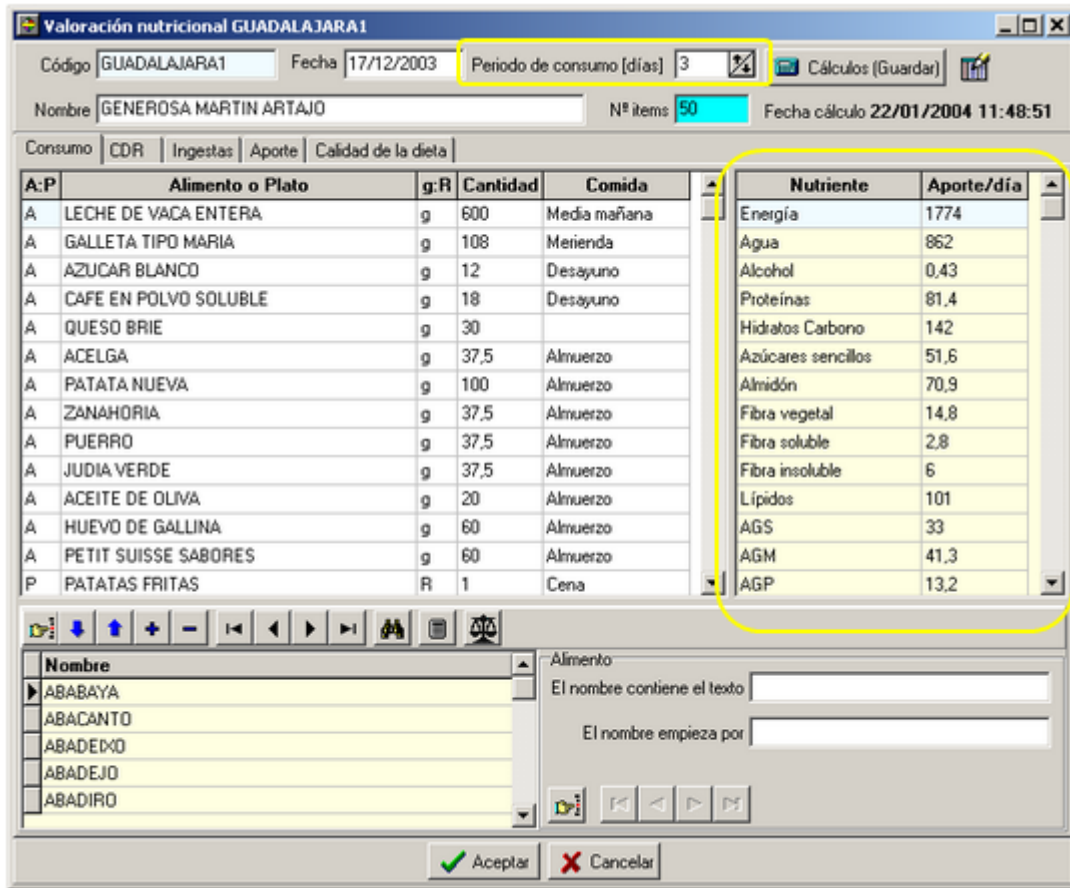 Valoración nutricional GUADALAJARA1
Código GUADALAJARA1 Fecha 17/12/2003 Periodo de consumo [días] 3 Cálculos (Guardar)
Nombre GENEROSA MARTIN ARTAJO Nº items 50 Fecha cálculo 22/01/2004 11:48:51
Consumo CDR Ingestas Aporte Calidad de la dieta
A:P Alimento o Plato g:R Cantidad Comida Nutriente Aporte/día
A LECHE DE VACA ENTERA g 600 Media mañana Energía 1774
A GALLETA TIPO MARIA g 108 Merienda Agua 862
A AZUCAR BLANCO g 12 Desayuno Alcohol 0,43
A CAFE EN POLVO SOLUBLE g 18 Desayuno Proteínas 81,4
A QUESO BRIE g 30 Hidratos Carbono 142
A ACELGA g 37,5 Almuerzo Azúcares sencillos 51,6
A PATATA NUEVA g 100 Almuerzo Almidón 70,9
A ZANAHORIA g 37,5 Almuerzo Fibra vegetal 14,8
A PUERRO g 37,5 Almuerzo Fibra soluble 2,8
A JUDIA VERDE g 37,5 Almuerzo Fibra insoluble 6
A ACEITE DE OLIVA g 20 Almuerzo Lípidos 101
A HUEVO DE GALLINA g 60 Almuerzo AGS 33
A PETIT SUISSE SABORES g 60 Almuerzo AGM 41,3
P PATATAS FRITAS R 1 Cena AGP 13,2
Nombre Alimento
ABABAYA El nombre contiene el texto
ABACANTO
ABADEIXO El nombre empieza por
ABADEJO
ABADIRO
Aceptar Cancelar